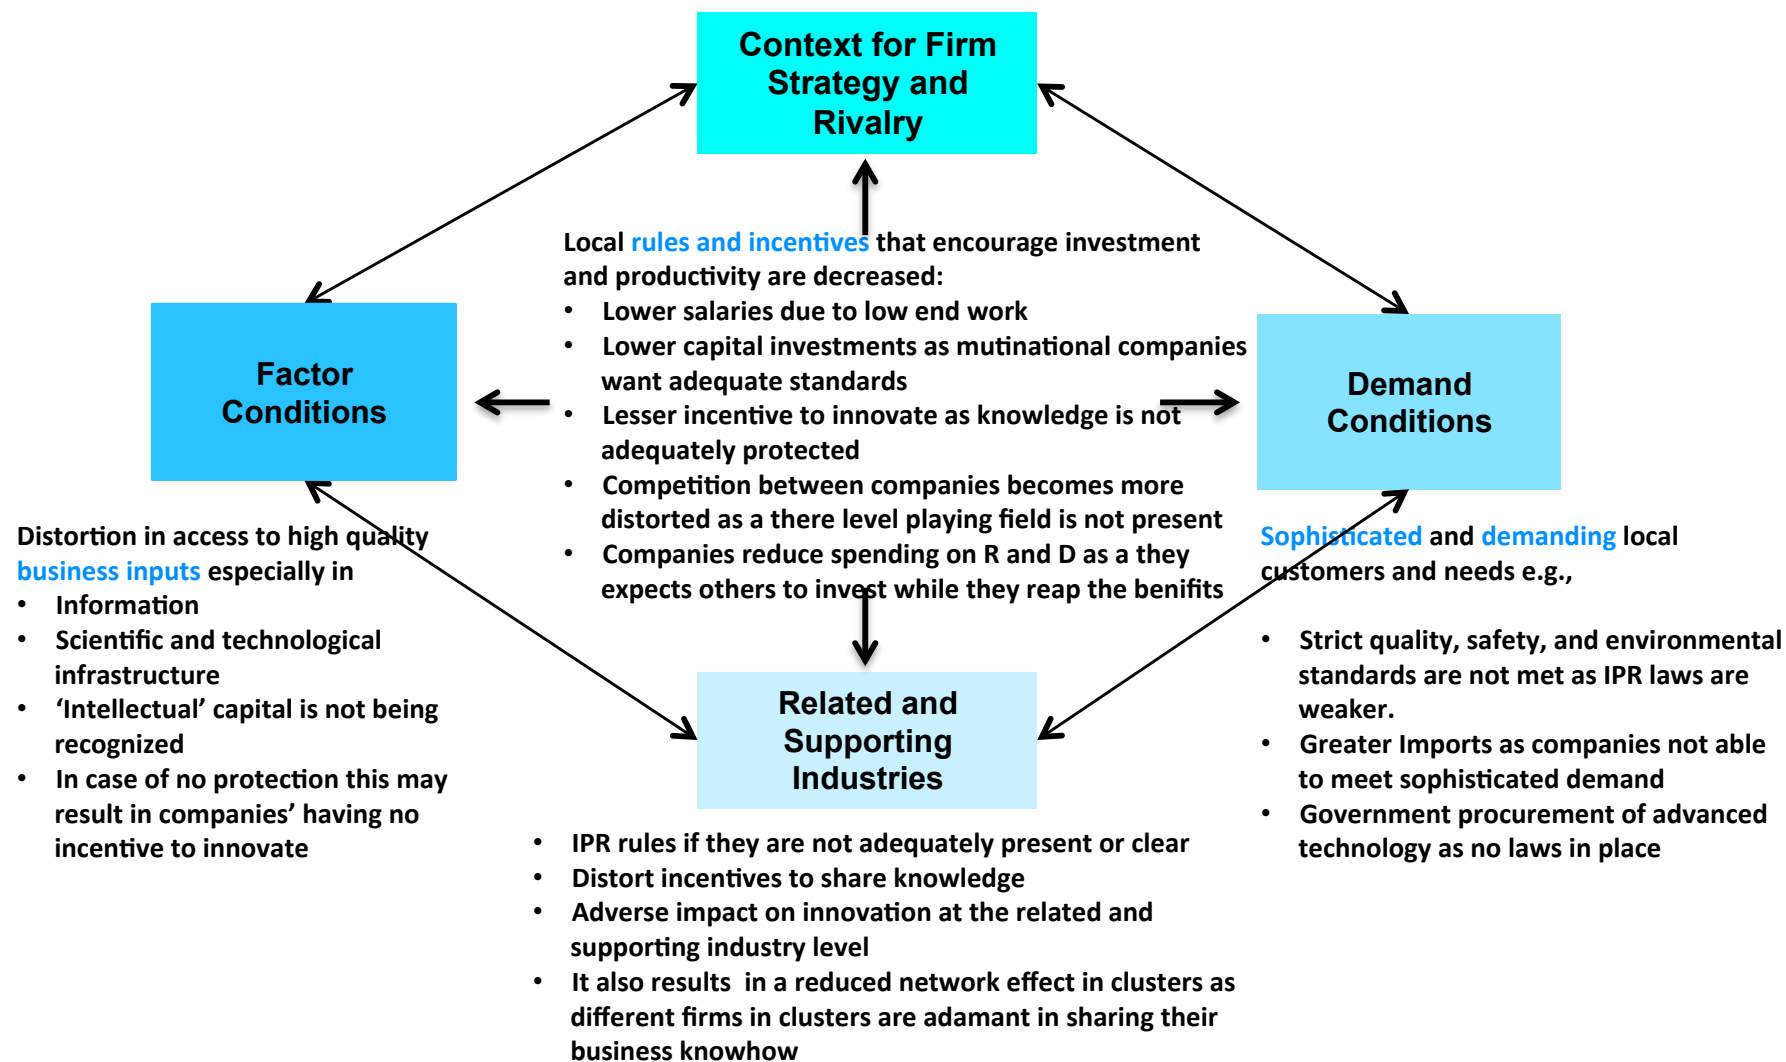 Context for Firm
Strategy and
Rivalry
Local rules and incentives that encourage investment
and productivity are decreased:
• Lower salaries due to low end work
• Lower capital investments as mutinational companies
want adequate standards
• Lesser incentive to innovate as knowledge is not
adequately protected
• Competition between companies becomes more
distorted as a there level playing field is not present
• Companies reduce spending on R and D as a they
expects others to invest while they reap the benifits
Factor
Conditions
Distortion in access to high quality
business inputs especially in
• Information
• Scientific and technological
infrastructure
• ‘Intellectual’ capital is not being
recognized
• In case of no protection this may
result in companies’ having no
incentive to innovate
Demand
Conditions
Sophisticated and demanding local
customers and needs e.g.,
• Strict quality, safety, and environmental
standards are not met as IPR laws are
weaker.
• Greater Imports as companies not able
to meet sophisticated demand
• Government procurement of advanced
technology as no laws in place
Related and
Supporting
Industries
• IPR rules if they are not adequately present or clear
• Distort incentives to share knowledge
• Adverse impact on innovation at the related and
supporting industry level
• It also results in a reduced network effect in clusters as
different firms in clusters are adamant in sharing their
business knowhow